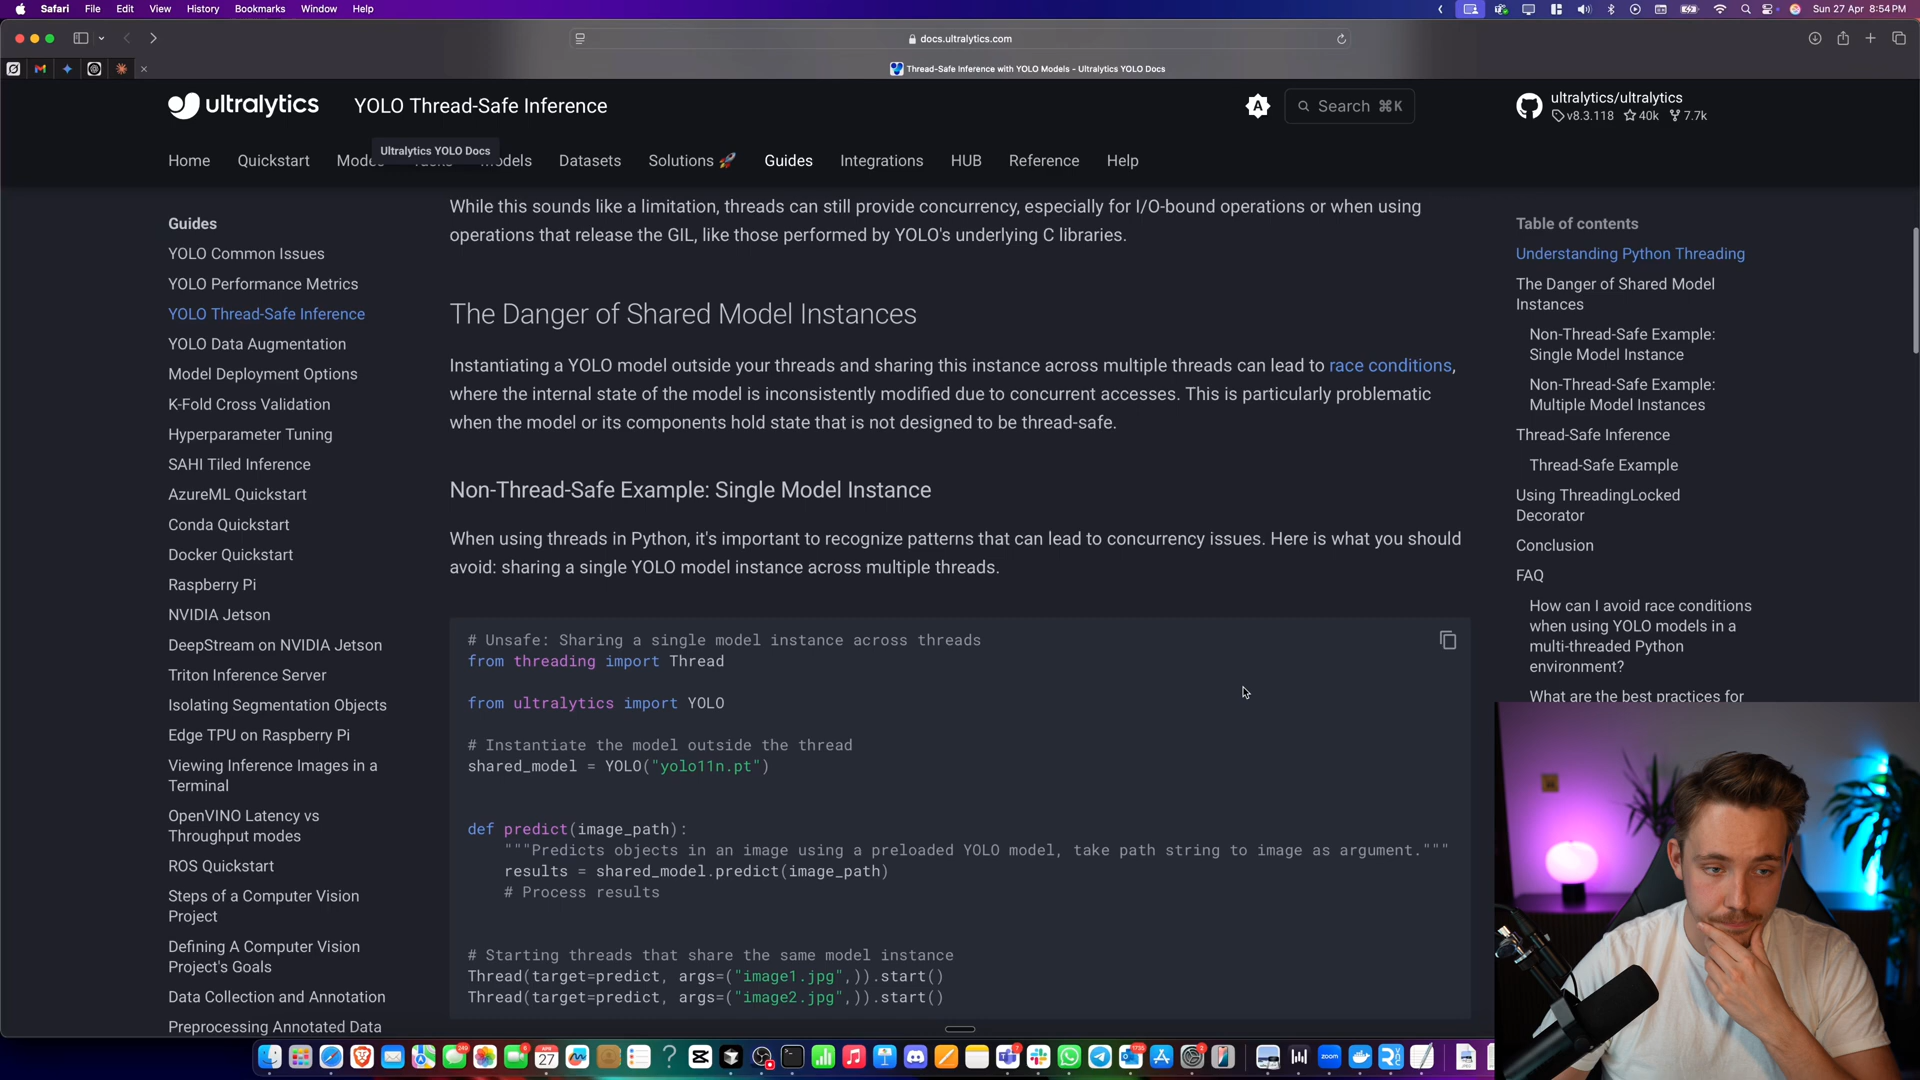 Safari File Edit View History Bookmarks Window Help
Sun 27 Apr 8:54 PM
docs.ultralytics.com
Thread-Safe Inference with YOLO Models - Ultralytics YOLO Docs
ultralytics
YOLO Thread-Safe Inference
Search ⌘K
ultralytics/ultralytics
v8.3.118 40k 7.7k
Ultralytics YOLO Docs
Home Quickstart Modes Models Datasets Solutions 🚀 Guides Integrations HUB Reference Help
Guides
YOLO Common Issues
YOLO Performance Metrics
YOLO Thread-Safe Inference
YOLO Data Augmentation
Model Deployment Options
K-Fold Cross Validation
Hyperparameter Tuning
SAHI Tiled Inference
AzureML Quickstart
Conda Quickstart
Docker Quickstart
Raspberry Pi
NVIDIA Jetson
DeepStream on NVIDIA Jetson
Triton Inference Server
Isolating Segmentation Objects
Edge TPU on Raspberry Pi
Viewing Inference Images in a
Terminal
OpenVINO Latency vs
Throughput modes
ROS Quickstart
Steps of a Computer Vision
Project
Defining A Computer Vision
Project's Goals
Data Collection and Annotation
Preprocessing Annotated Data
While this sounds like a limitation, threads can still provide concurrency, especially for I/O-bound operations or when using
operations that release the GIL, like those performed by YOLO's underlying C libraries.
The Danger of Shared Model Instances
Instantiating a YOLO model outside your threads and sharing this instance across multiple threads can lead to race conditions,
where the internal state of the model is inconsistently modified due to concurrent accesses. This is particularly problematic
when the model or its components hold state that is not designed to be thread-safe.
Non-Thread-Safe Example: Single Model Instance
When using threads in Python, it's important to recognize patterns that can lead to concurrency issues. Here is what you should
avoid: sharing a single YOLO model instance across multiple threads.
# Unsafe: Sharing a single model instance across threads
from threading import Thread
from ultralytics import YOLO
# Instantiate the model outside the thread
shared_model = YOLO("yolo11n.pt")
def predict(image_path):
"""Predicts objects in an image using a preloaded YOLO model, take path string to image as argument."""
results = shared_model.predict(image_path)
# Process results
# Starting threads that share the same model instance
Thread(target=predict, args=("image1.jpg",)).start()
Thread(target=predict, args=("image2.jpg",)).start()
Table of contents
Understanding Python Threading
The Danger of Shared Model
Instances
Non-Thread-Safe Example:
Single Model Instance
Non-Thread-Safe Example:
Multiple Model Instances
Thread-Safe Inference
Thread-Safe Example
Using ThreadingLocked
Decorator
Conclusion
FAQ
How can I avoid race conditions
when using YOLO models in a
multi-threaded Python
environment?
What are the best practices for